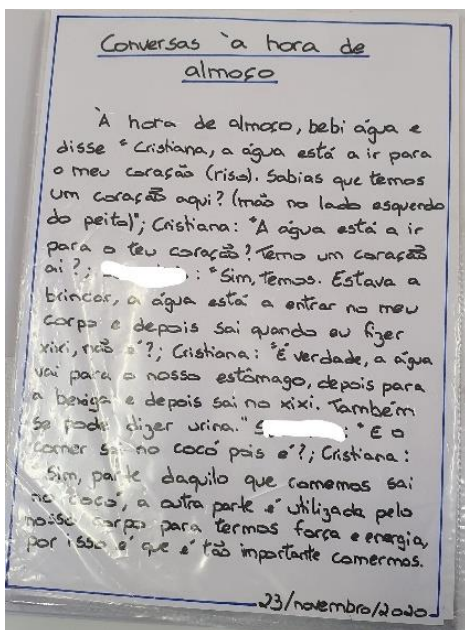 Conversas à hora de
almoço
À hora de almoço, bebi água e
disse "Cristiana, a água está a ir para
o meu coração (riso). Sabias que temos
um coração aqui? (mão no lado esquerdo
do peito)"; Cristiana: "A água está a ir
para o teu coração? Temo um coração
aí?; : "Sim, temos. Estava a
brincar, a água está a entrar no meu
corpo e depois sai quando eu fizer
xixi, não é?; Cristiana: "É verdade, a água
vai para o nosso estômago, depois para
a bexiga e depois sai no xixi. Também
se pode dizer urina." S : "E o
comer sai no cocó pois é?; Cristiana:
"Sim, parte daquilo que comemos sai
no cocó, a outra parte é utilizada pelo
nosso corpo para termos força e energia,
por isso é que é tão importante comermos.
23/novembro/2020